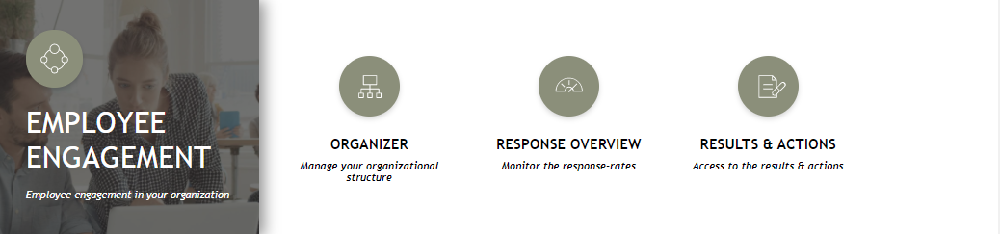 EMPLOYEE
ENGAGEMENT
Employee engagement in your organization
ORGANIZER
Manage your organizational
structure
RESPONSE OVERVIEW
Monitor the response-rates
RESULTS & ACTIONS
Access to the results & actions